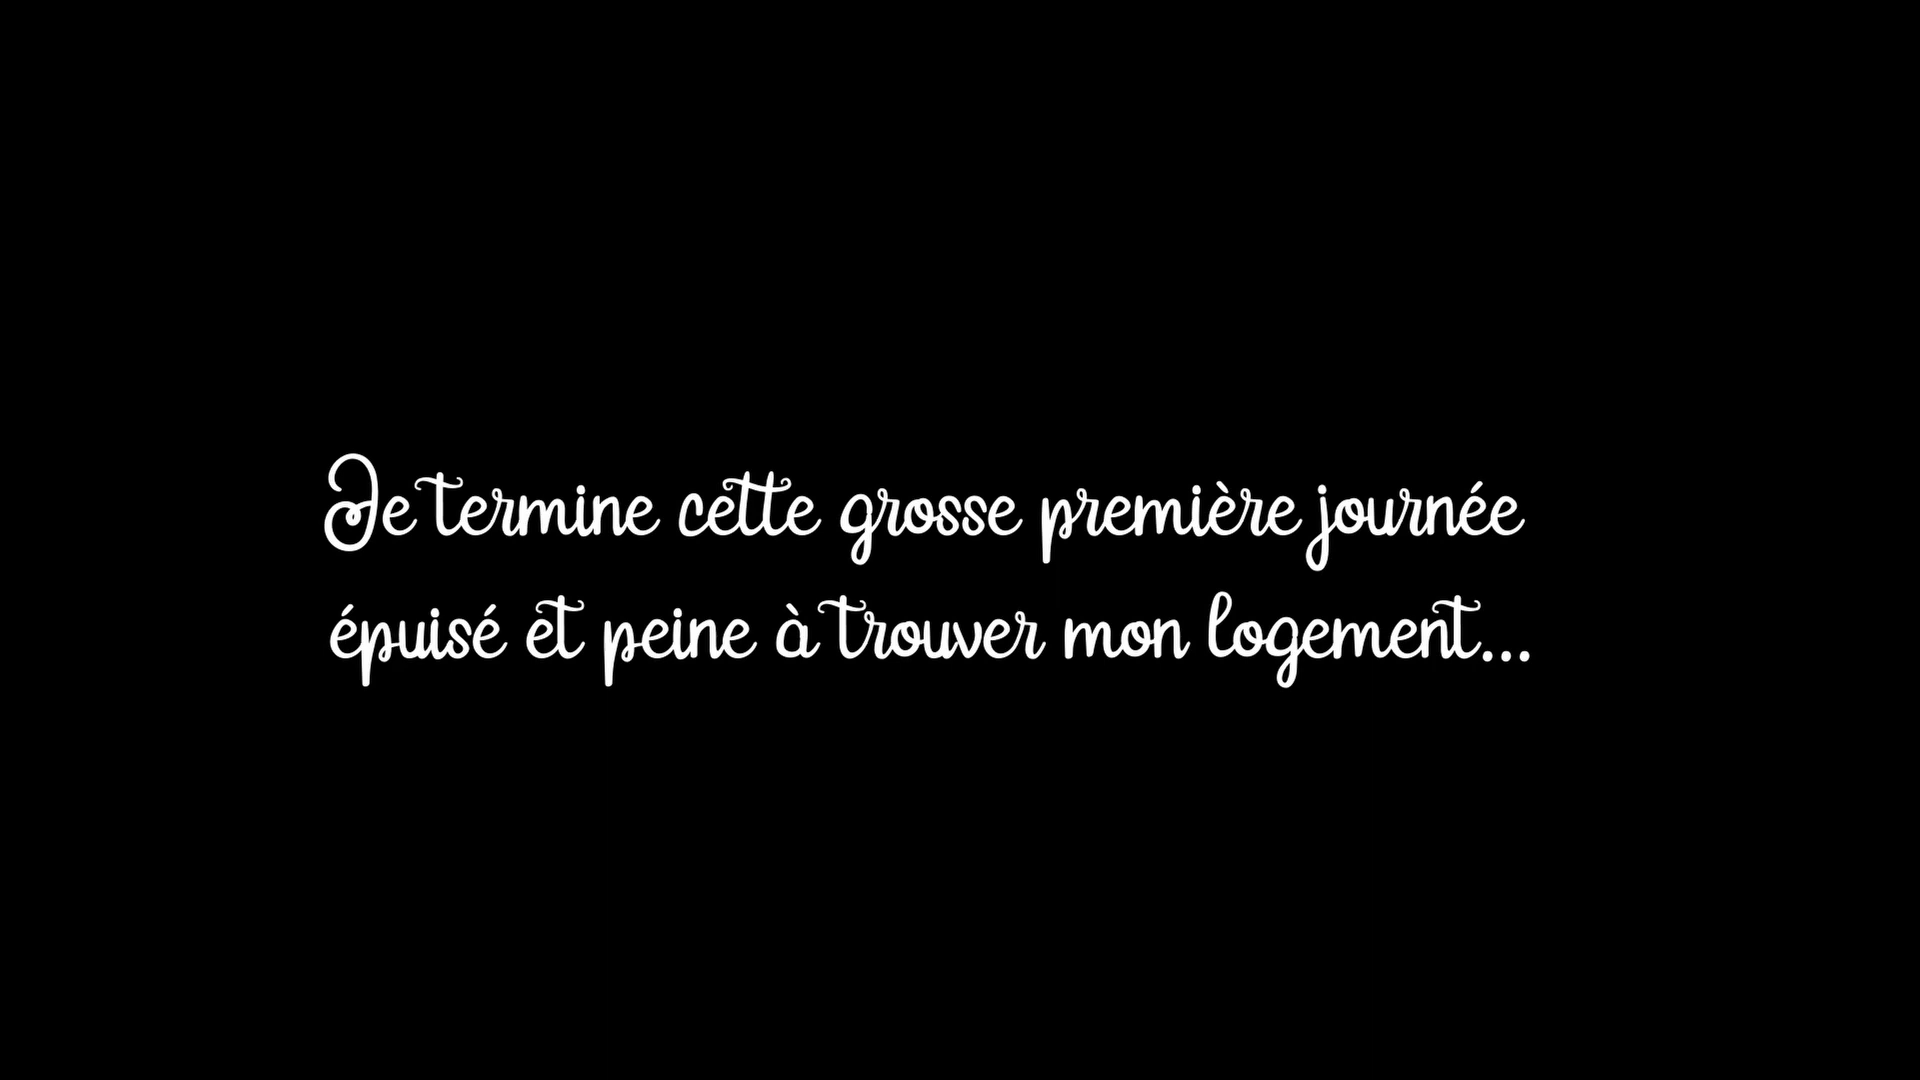 Je termine cette grosse première journée
épuisé et peine à trouver mon logement...